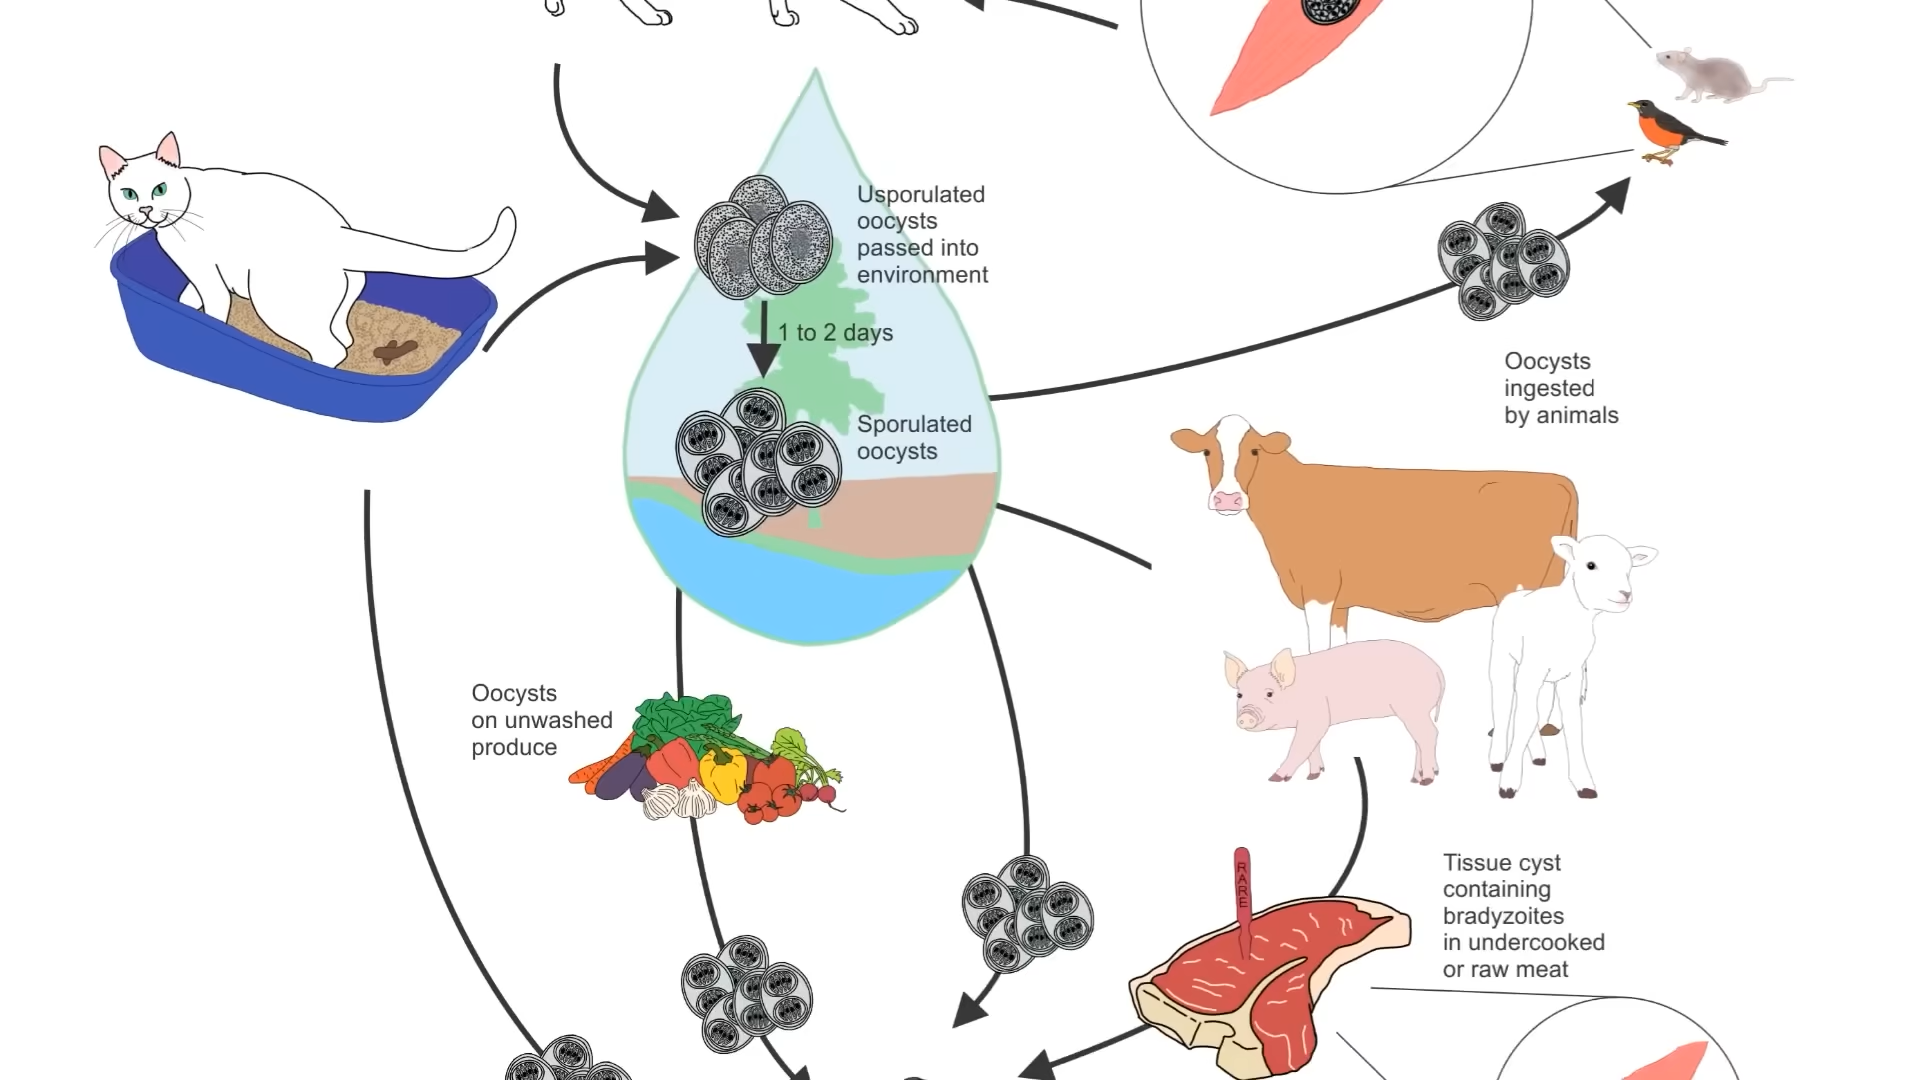 Usporulated
oocysts
passed into
environment
1 to 2 days
Sporulated
oocysts
Oocysts
ingested
by animals
Oocysts
on unwashed
produce
RARE
Tissue cyst
containing
bradyzoites
in undercooked
or raw meat